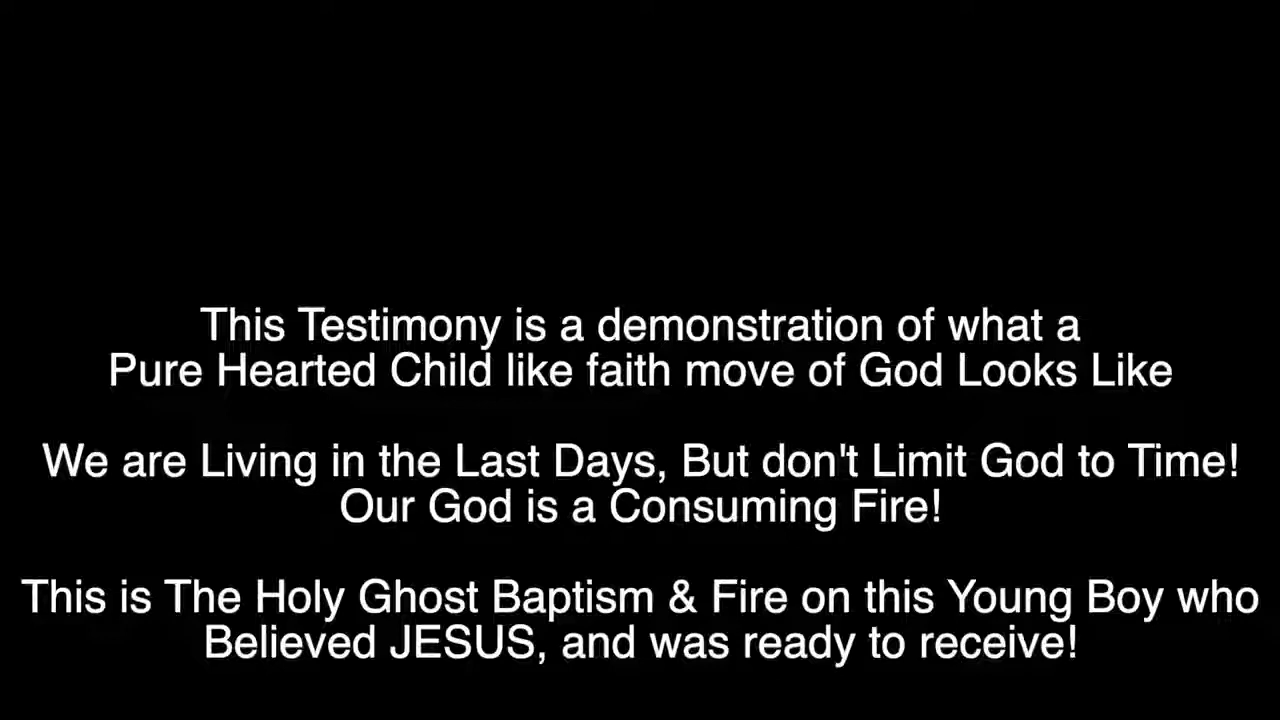 This Testimony is a demonstration of what a
Pure Hearted Child like faith move of God Looks Like
We are Living in the Last Days, But don't Limit God to Time!
Our God is a Consuming Fire!
This is The Holy Ghost Baptism & Fire on this Young Boy who
Believed JESUS, and was ready to receive!